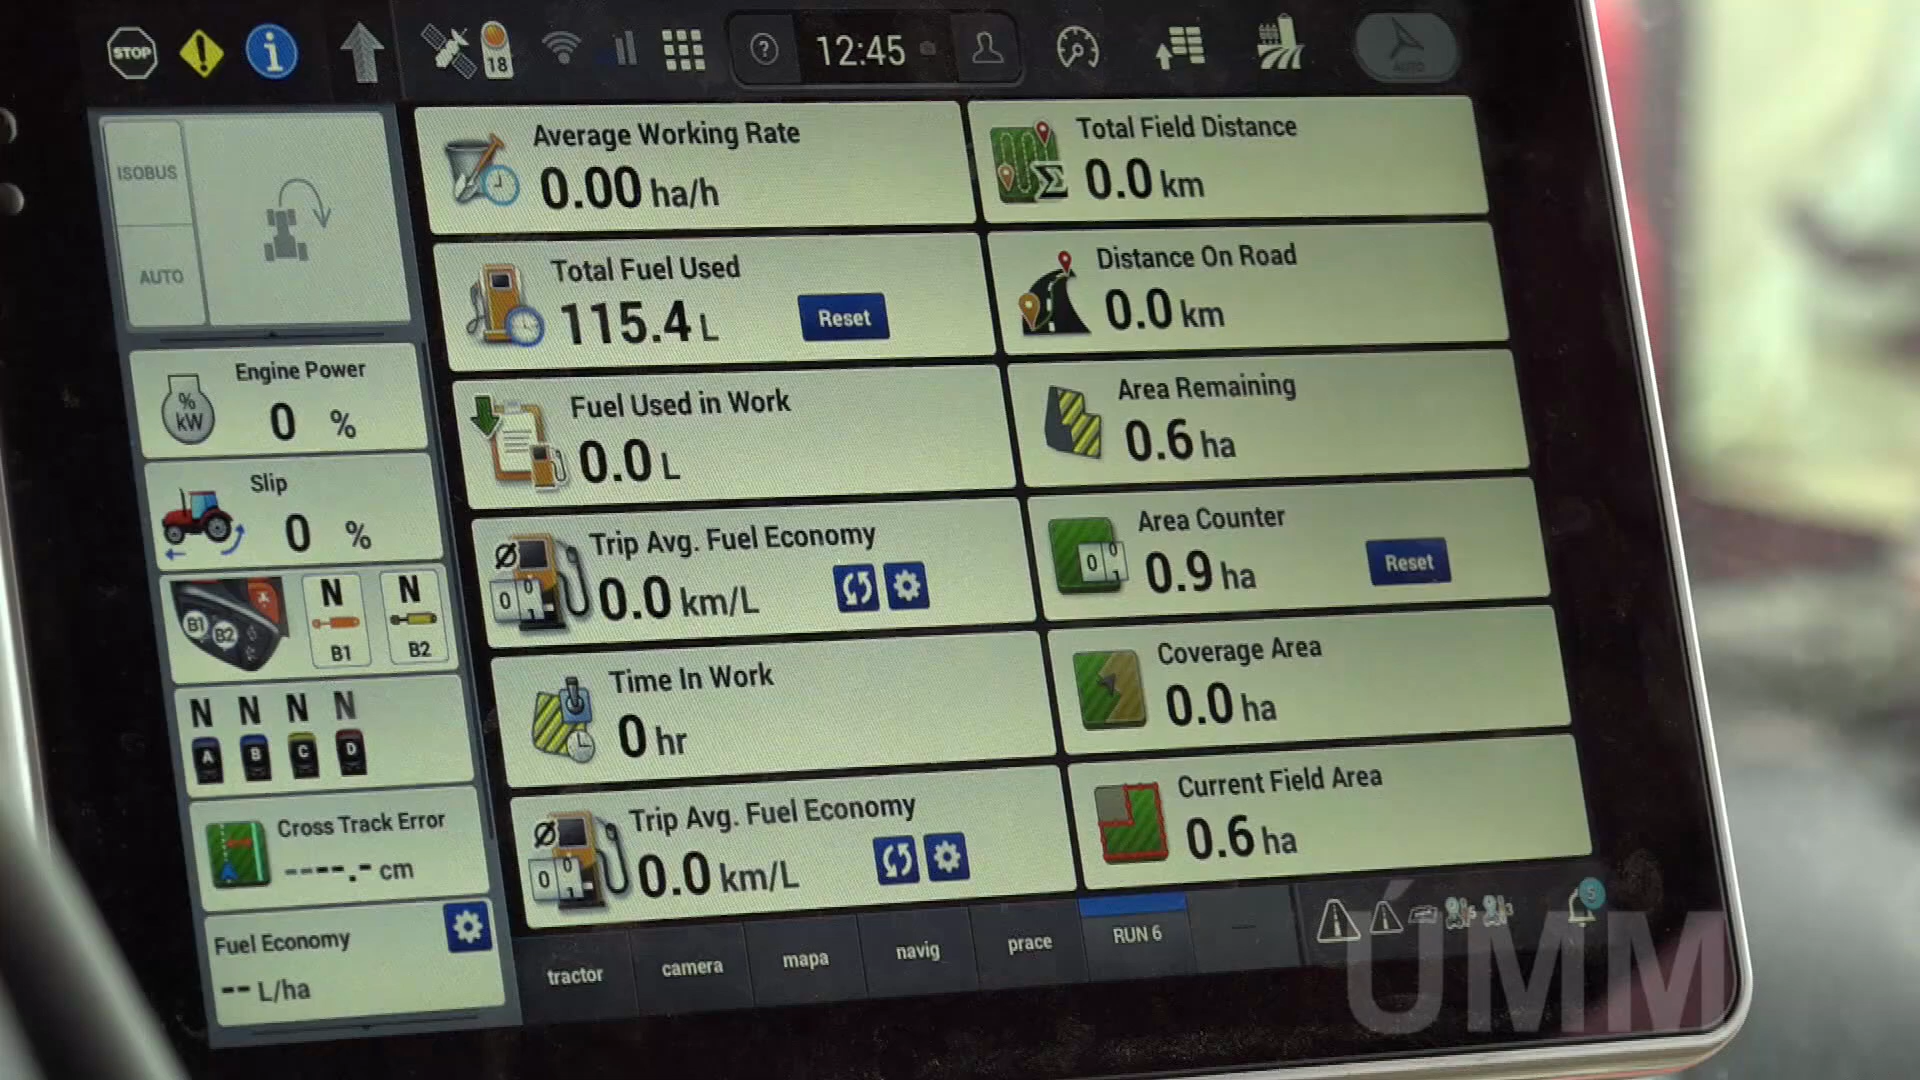 STOP
18
12:45
AUTO
ISOBUS
AUTO
Engine Power
% kW
0 %
Slip
0 %
B1 B2
N B1
N B2
N N N N
A B C D
Cross Track Error
----.- cm
Fuel Economy
-- L/ha
Average Working Rate
0.00 ha/h
Total Fuel Used
115.4 L
Reset
Fuel Used in Work
0.0 L
Trip Avg. Fuel Economy
0.0 km/L
Time In Work
0 hr
Trip Avg. Fuel Economy
0.0 km/L
Total Field Distance
0.0 km
Distance On Road
0.0 km
Area Remaining
0.6 ha
Area Counter
0.9 ha
Reset
Coverage Area
0.0 ha
Current Field Area
0.6 ha
tractor
camera
mapa
navig
prace
RUN 6
5
ÚMM